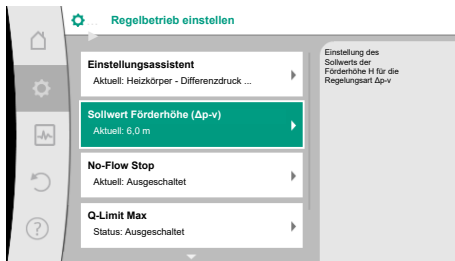 Regelbetrieb einstellen
Einstellungsassistent
Aktuell: Heizkörper - Differenzdruck ...
Sollwert Förderhöhe (Δp-v)
Aktuell: 6,0 m
No-Flow Stop
Aktuell: Ausgeschaltet
Q-Limit Max
Status: Ausgeschaltet
Einstellung des
Sollwerts der
Förderhöhe H für die
Regelungsart Δp-v